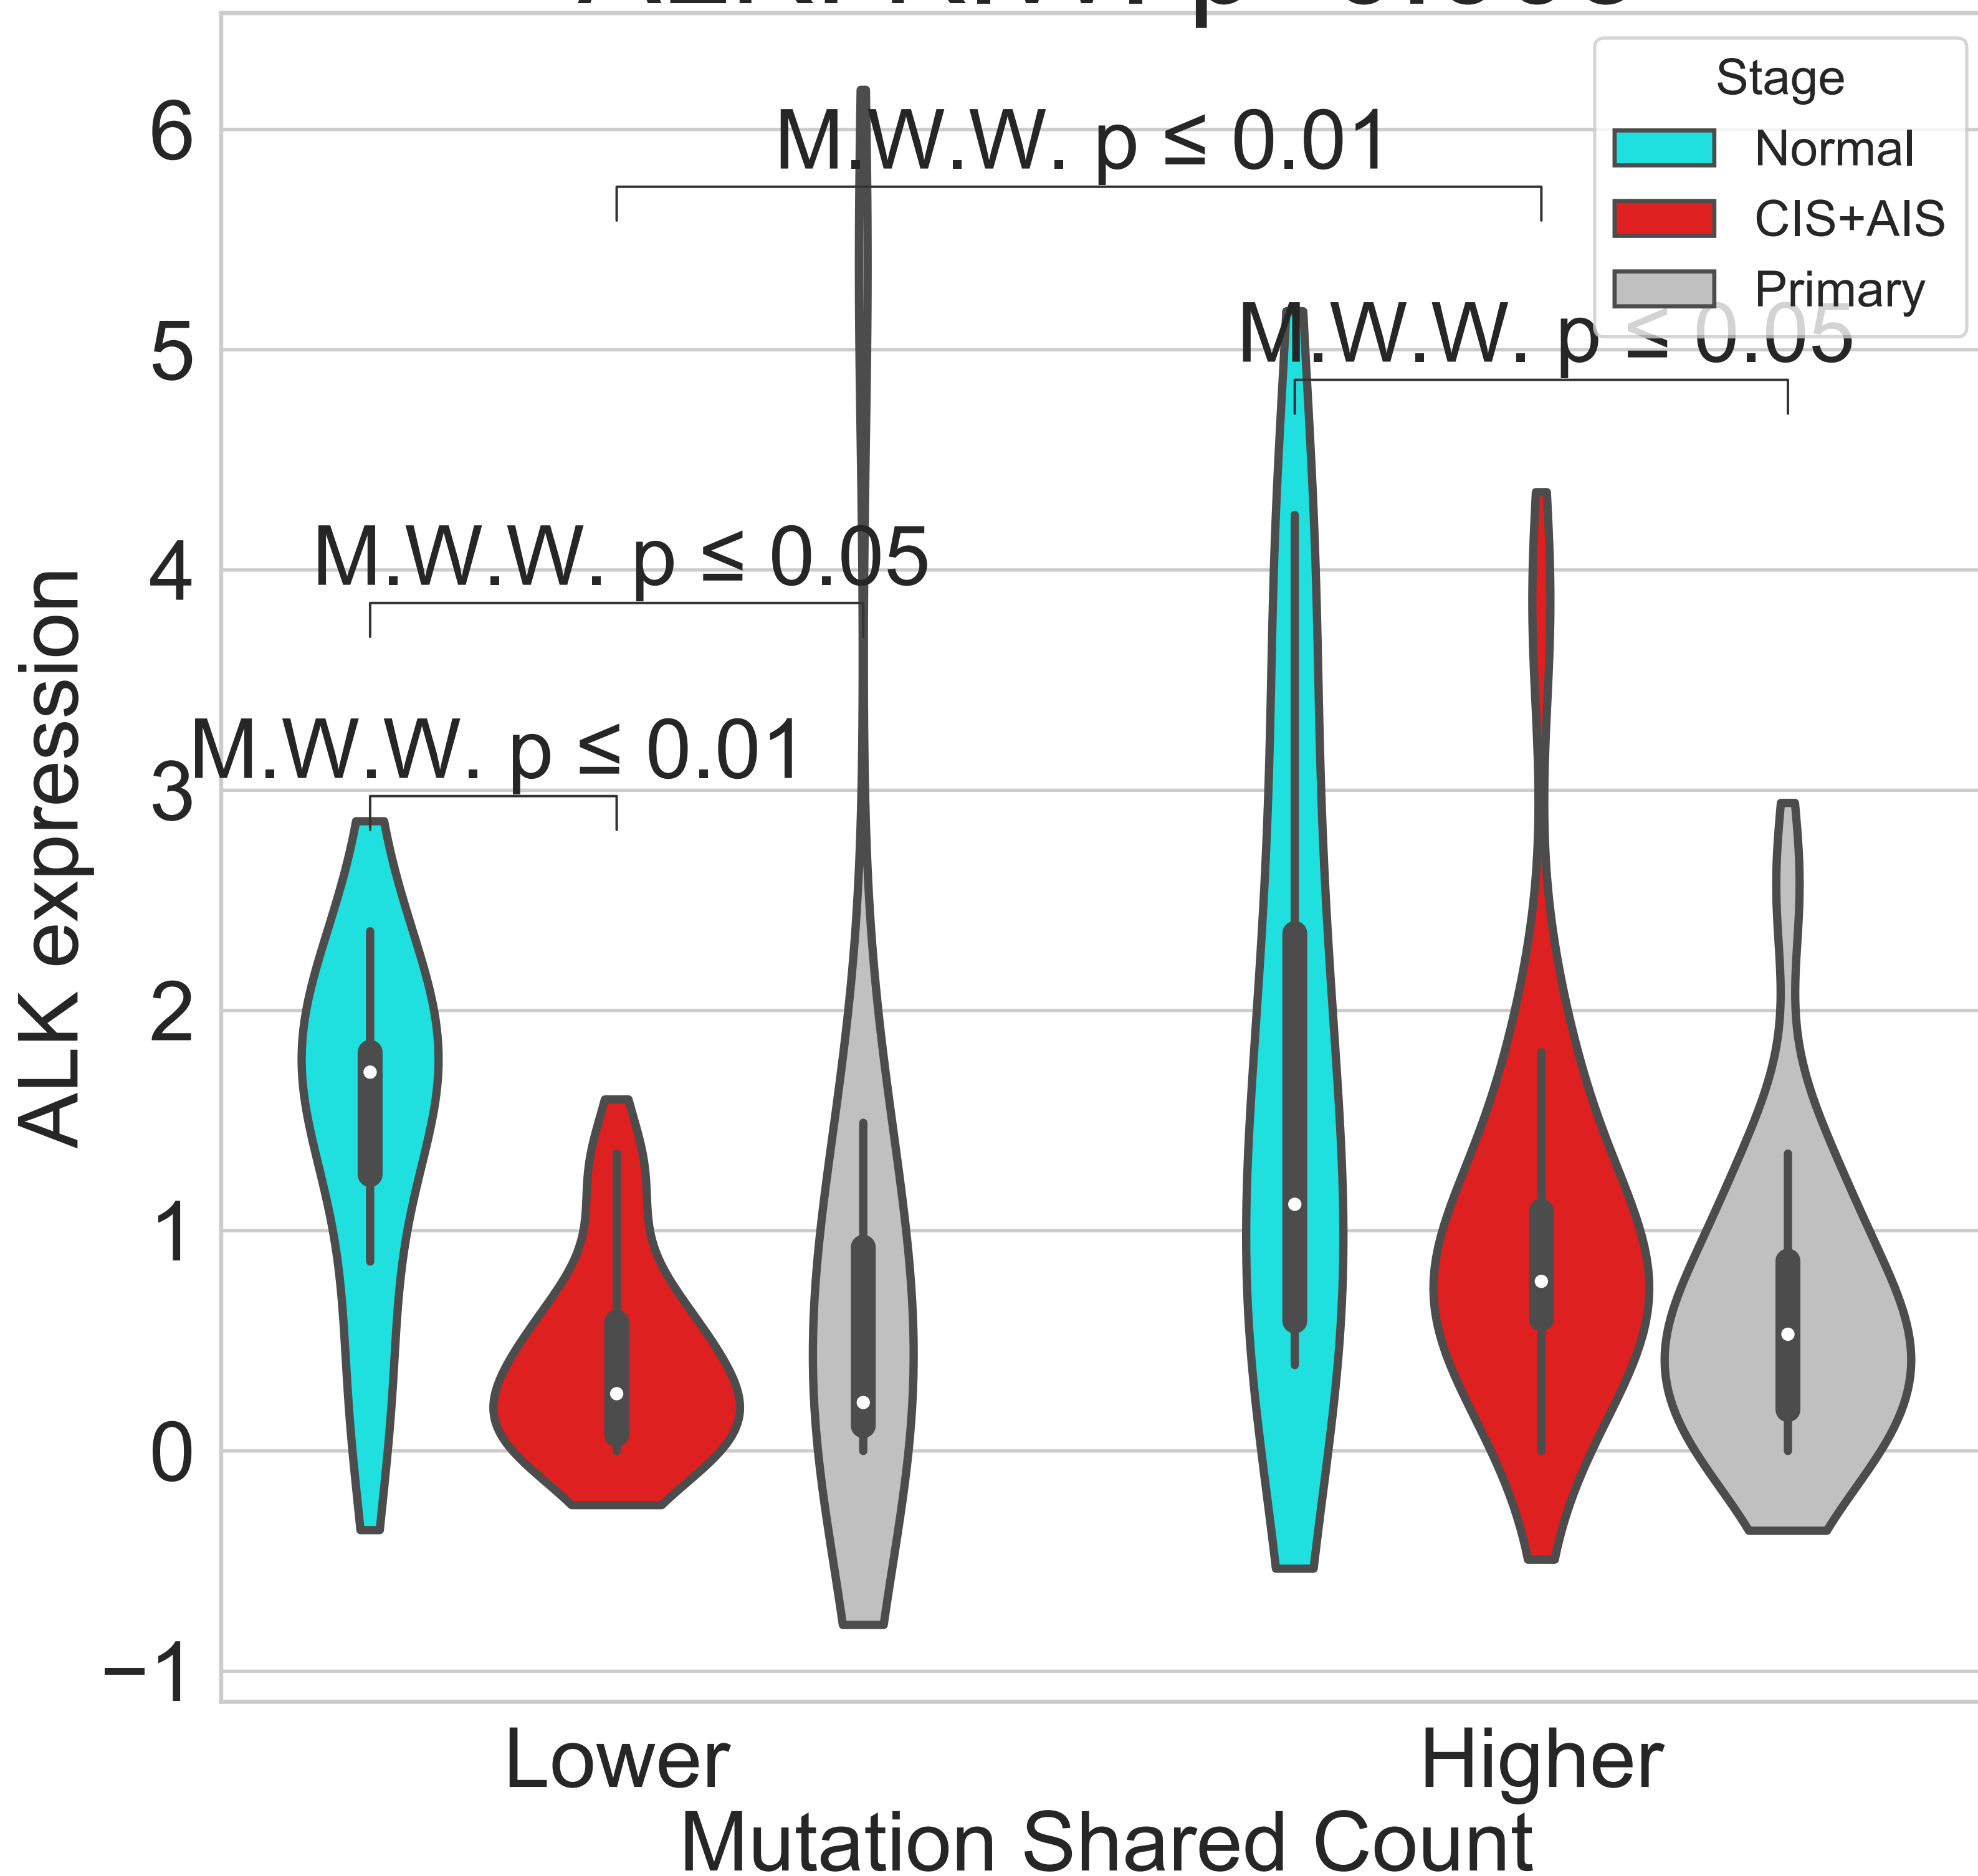 Stage
Normal
CIS+AIS
Primary
M.W.W. p ≤ 0.01
M.W.W. p ≤ 0.05
M.W.W. p ≤ 0.05
M.W.W. p ≤ 0.01
6
5
4
3
2
1
0
−1
ALK expression
Lower
Higher
Mutation Shared Count